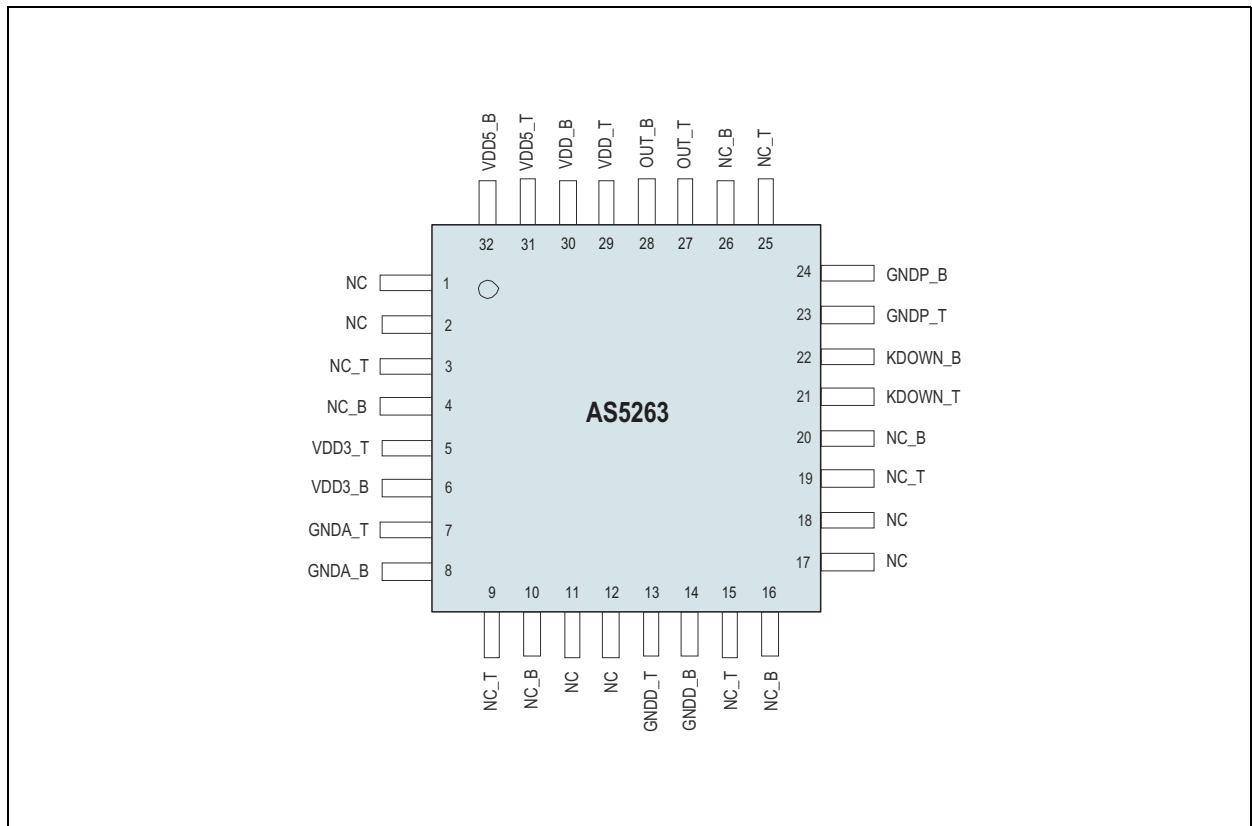 VDD5_B
VDD5_T
VDD_B
VDD_T
OUT_B
OUT_T
NC_B
NC_T
32 31 30 29 28 27 26 25
NC 1
NC 2
NC_T 3
NC_B 4
VDD3_T 5
VDD3_B 6
GNDA_T 7
GNDA_B 8
AS5263
24 GNDP_B
23 GNDP_T
22 KDOWN_B
21 KDOWN_T
20 NC_B
19 NC_T
18 NC
17 NC
9 10 11 12 13 14 15 16
NC_T
NC_B
NC
NC
GNDD_T
GNDD_B
NC_T
NC_B